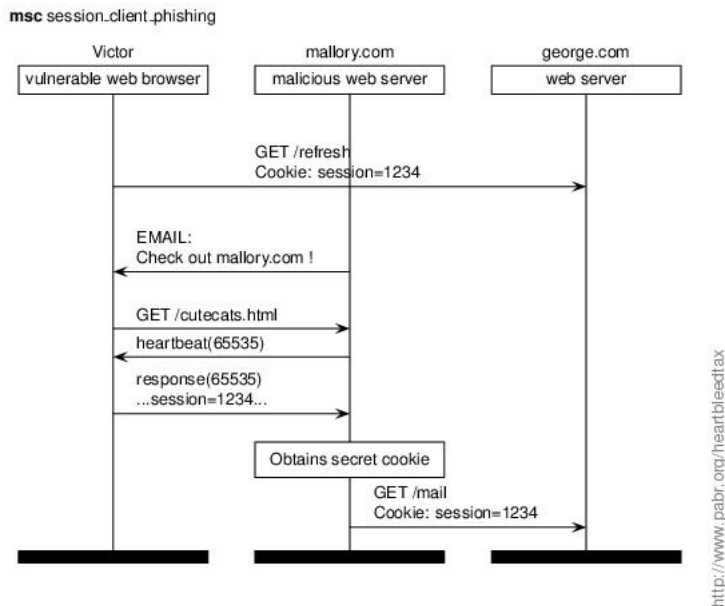 msc session_client_phishing
Victor
mallory.com
george.com
vulnerable web browser
malicious web server
web server
GET /refresh
Cookie: session=1234
EMAIL:
Check out mallory.com !
GET /cutecats.html
heartbeat(65535)
response(65535)
...session=1234...
Obtains secret cookie
GET /mail
Cookie: session=1234
http://www.pabr.org/heartbleedtax